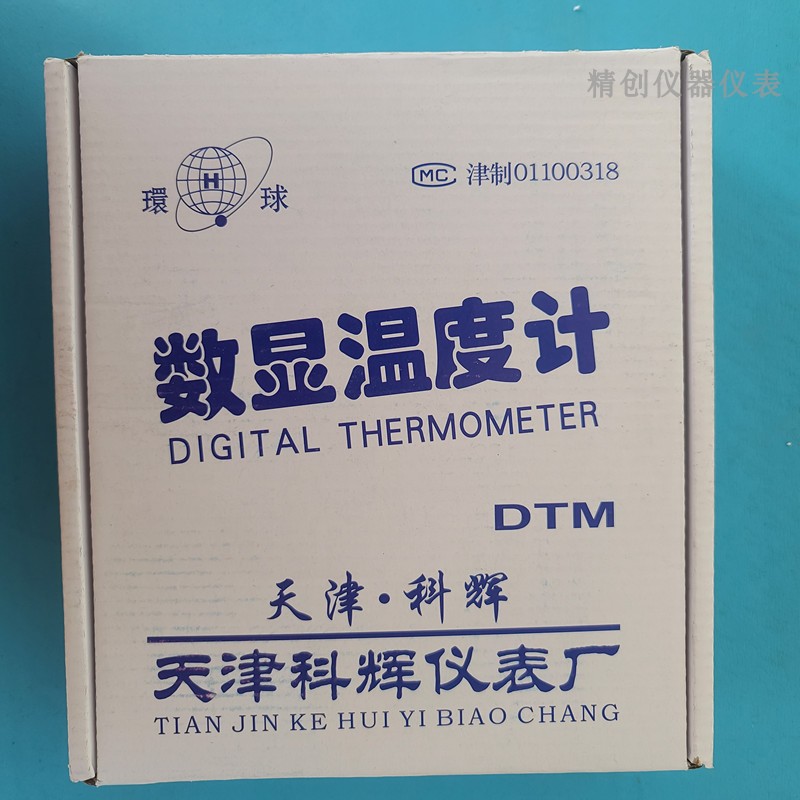 精创仪器仪表
環 H 球
MC 津制01100318
数显温度计
DIGITAL THERMOMETER
DTM
天津·科辉
天津科辉仪表厂
TIAN JIN KE HUI YI BIAO CHANG